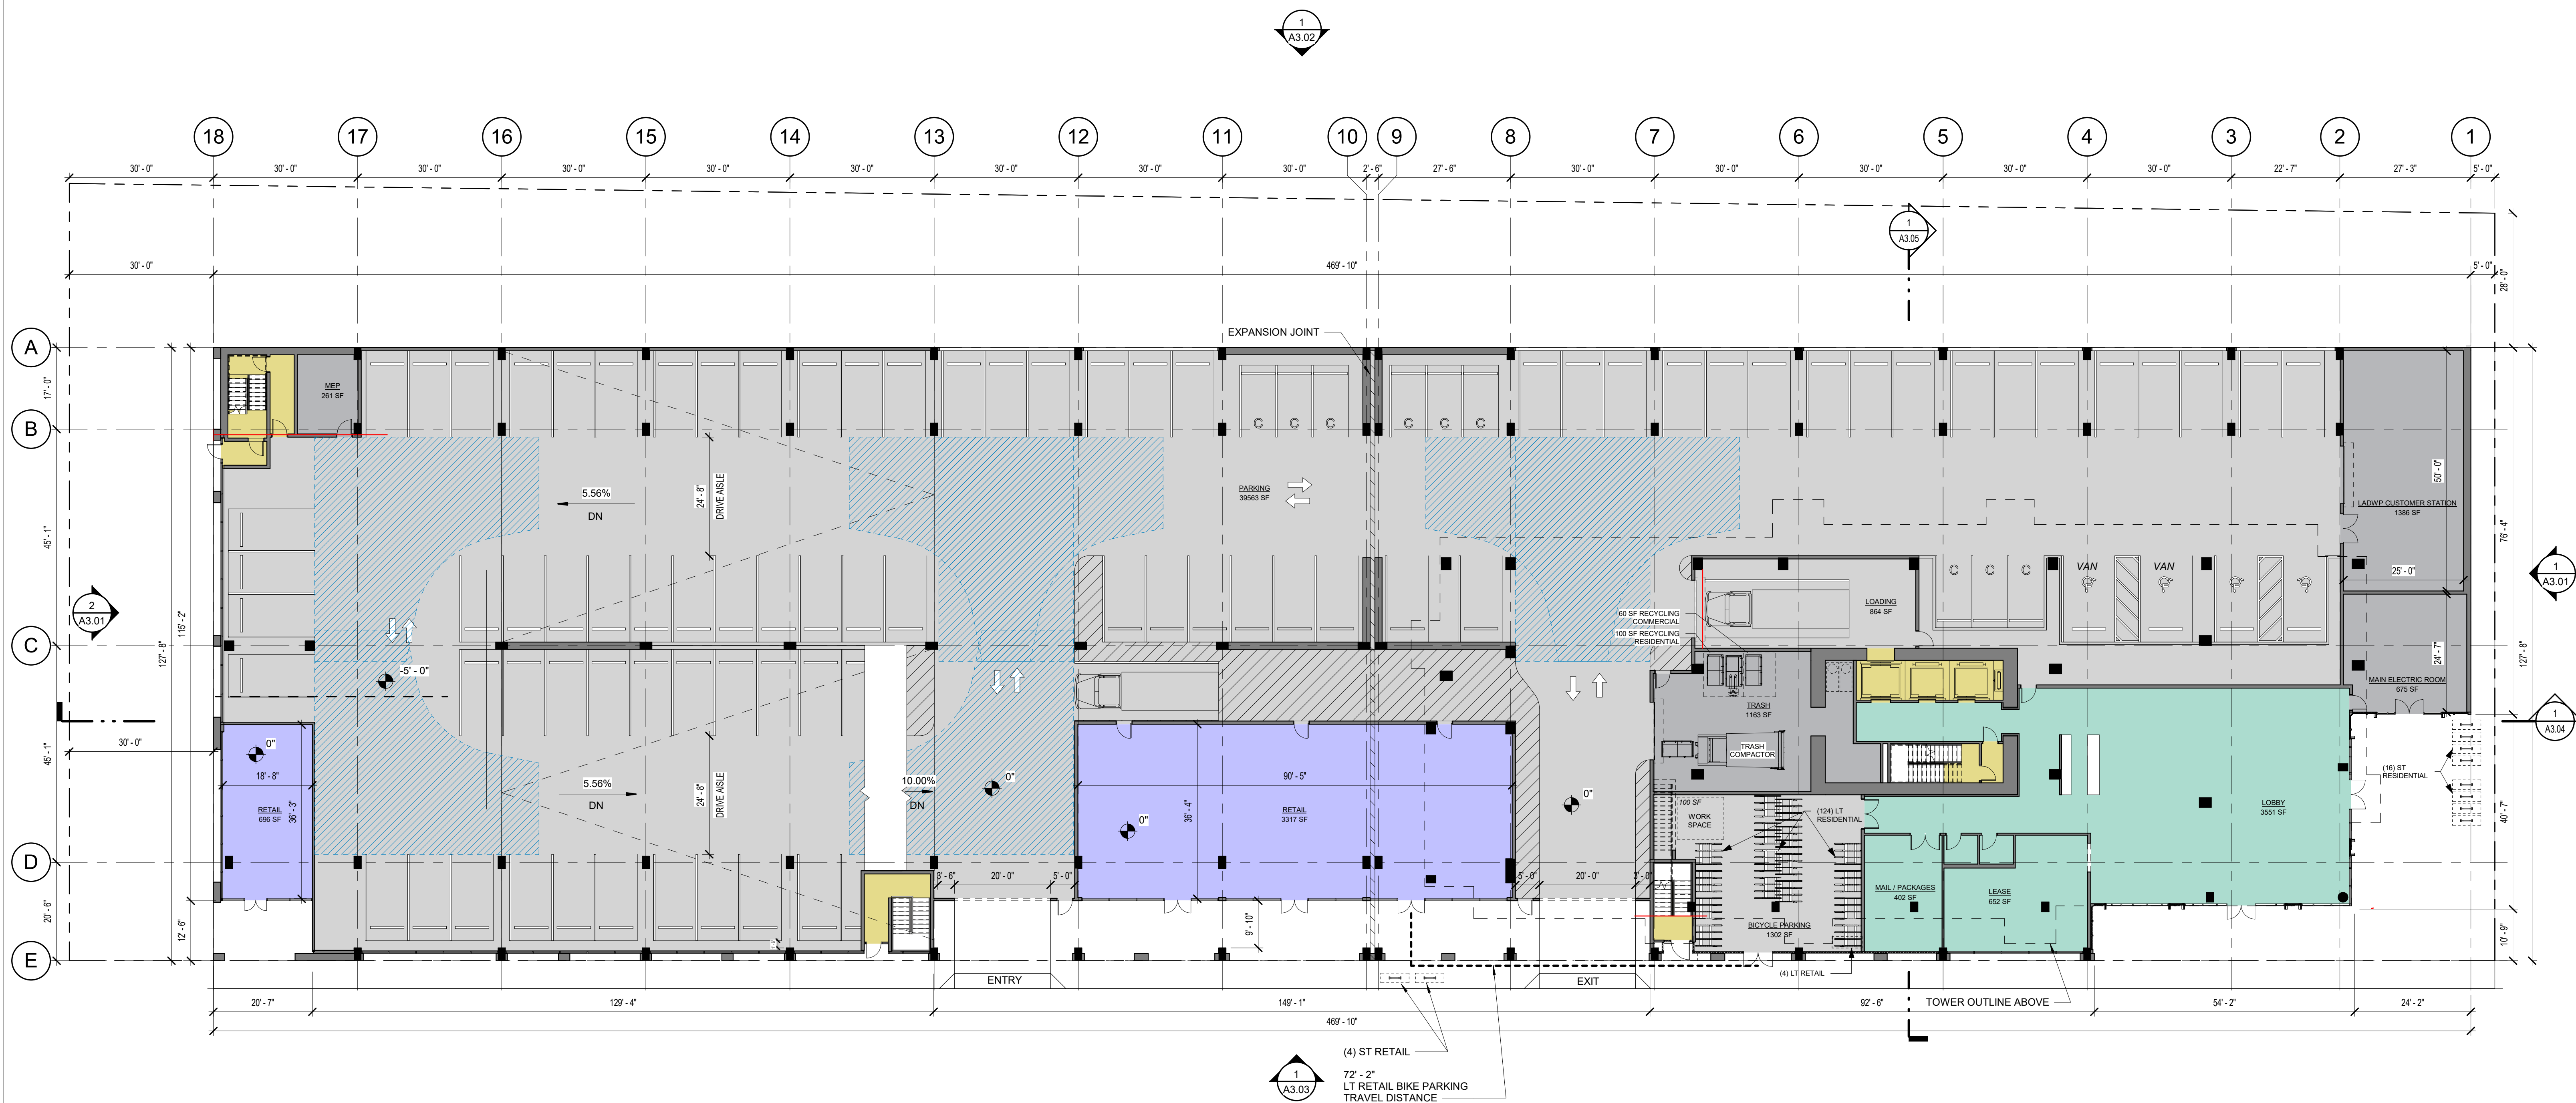 1
A3.02
18
17
16
15
14
13
12
11
10
9
8
7
6
5
4
3
2
1
30' - 0"
30' - 0"
30' - 0"
30' - 0"
30' - 0"
30' - 0"
30' - 0"
30' - 0"
30' - 0"
2' - 6"
27' - 6"
30' - 0"
30' - 0"
30' - 0"
30' - 0"
30' - 0"
22' - 7"
27' - 3"
5' - 0"
1
A3.05
30' - 0"
469' - 10"
5' - 0"
28' - 0"
EXPANSION JOINT
A
B
C
D
E
17' - 0"
45' - 1"
45' - 1"
20' - 6"
127' - 8"
115' - 2"
12' - 6"
30' - 0"
2
A3.01
MEP
261 SF
C C C
C C C
5.56%
DN
24' - 8"
DRIVE AISLE
PARKING
39563 SF
50' - 0"
LADWP CUSTOMER STATION
1386 SF
25' - 0"
76' - 4"
127' - 8"
1
A3.01
C C C
VAN
VAN
LOADING
864 SF
60 SF RECYCLING
COMMERCIAL
100 SF RECYCLING
RESIDENTIAL
-5' - 0"
24' - 7"
MAIN ELECTRIC ROOM
675 SF
TRASH
1163 SF
TRASH
COMPACTOR
1
A3.04
0"
18' - 8"
RETAIL
696 SF
36' - 3"
5.56%
DN
24' - 8"
DRIVE AISLE
10.00%
DN
0"
90' - 5"
36' - 4"
RETAIL
3317 SF
0"
0"
100 SF
WORK
SPACE
(124) LT
RESIDENTIAL
LOBBY
3551 SF
(16) ST
RESIDENTIAL
40' - 7"
10' - 9"
20' - 0"
5' - 0"
5' - 0"
20' - 0"
3' - 0"
9' - 10"
MAIL / PACKAGES
402 SF
LEASE
652 SF
BICYCLE PARKING
1302 SF
(4) LT RETAIL
ENTRY
EXIT
TOWER OUTLINE ABOVE
20' - 7"
129' - 4"
149' - 1"
92' - 6"
54' - 2"
24' - 2"
469' - 10"
1
A3.03
(4) ST RETAIL
72' - 2"
LT RETAIL BIKE PARKING
TRAVEL DISTANCE